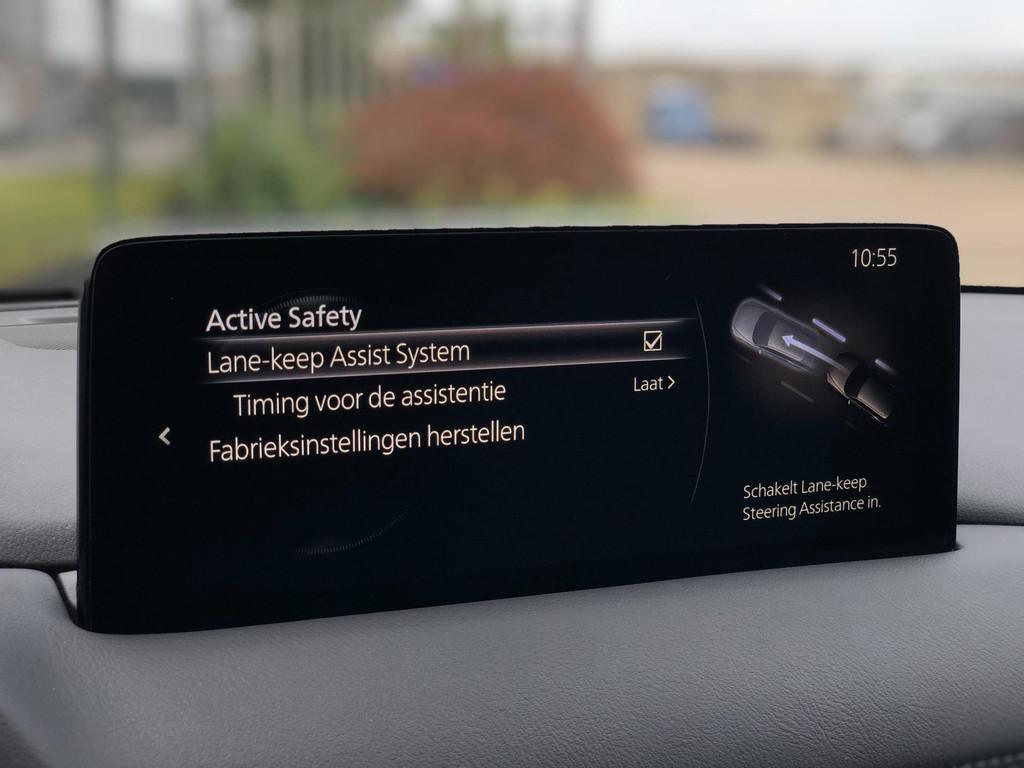 10:55
Active Safety
Lane-keep Assist System
Timing voor de assistentie Laat >
Fabrieksinstellingen herstellen
Schakelt Lane-keep
Steering Assistance in.